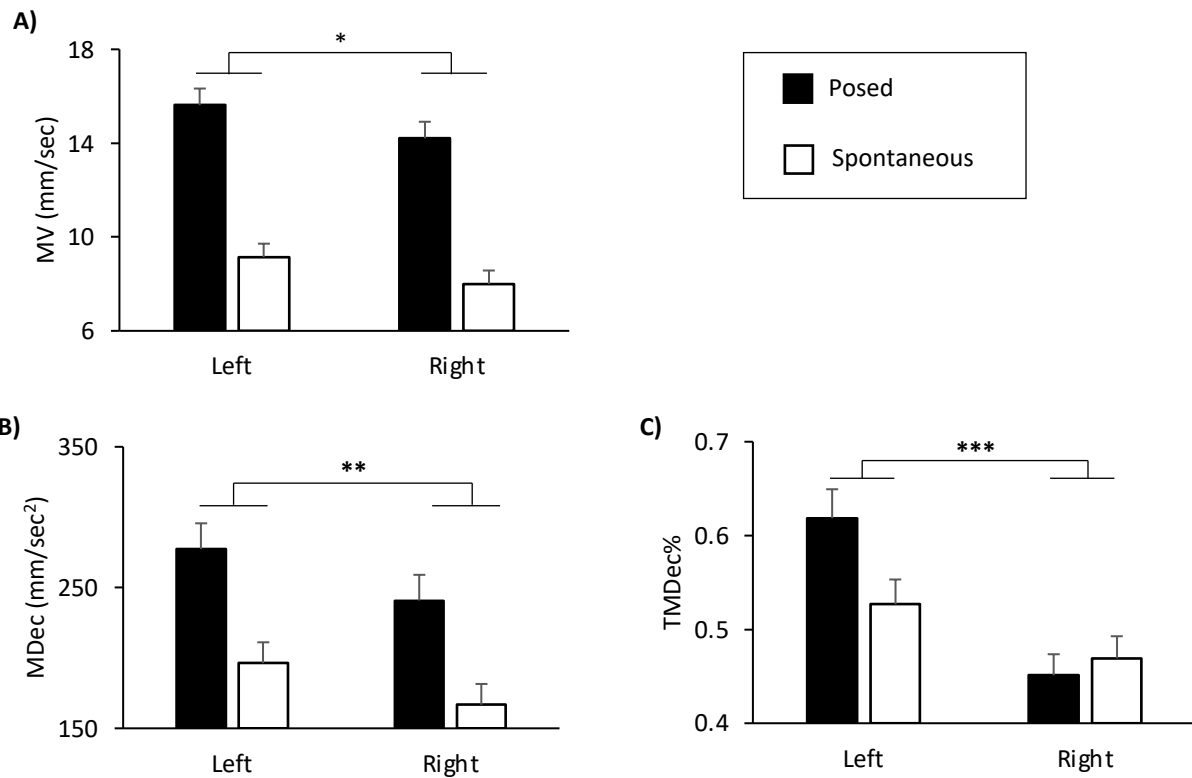 A)
*
18
14
10
6
MV (mm/sec)
Left Right
Posed
Spontaneous
B)
**
350
250
150
MDec (mm/sec²)
Left Right
C)
***
0.7
0.6
0.5
0.4
TMDec%
Left Right